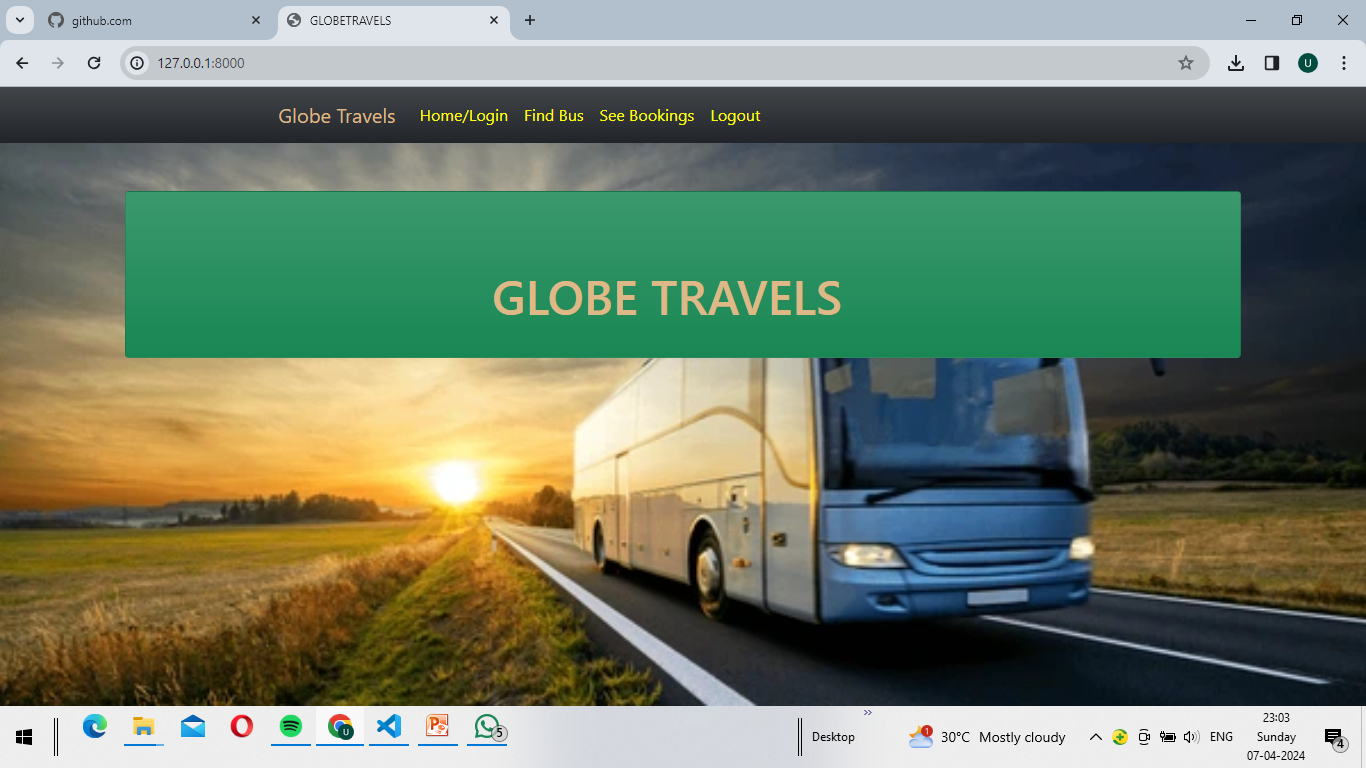 github.com
GLOBETRAVELS
127.0.0.1:8000
U
Globe Travels Home/Login Find Bus See Bookings Logout
GLOBE TRAVELS
U
5
Desktop
1
30°C Mostly cloudy
ENG
23:03
Sunday
07-04-2024
4